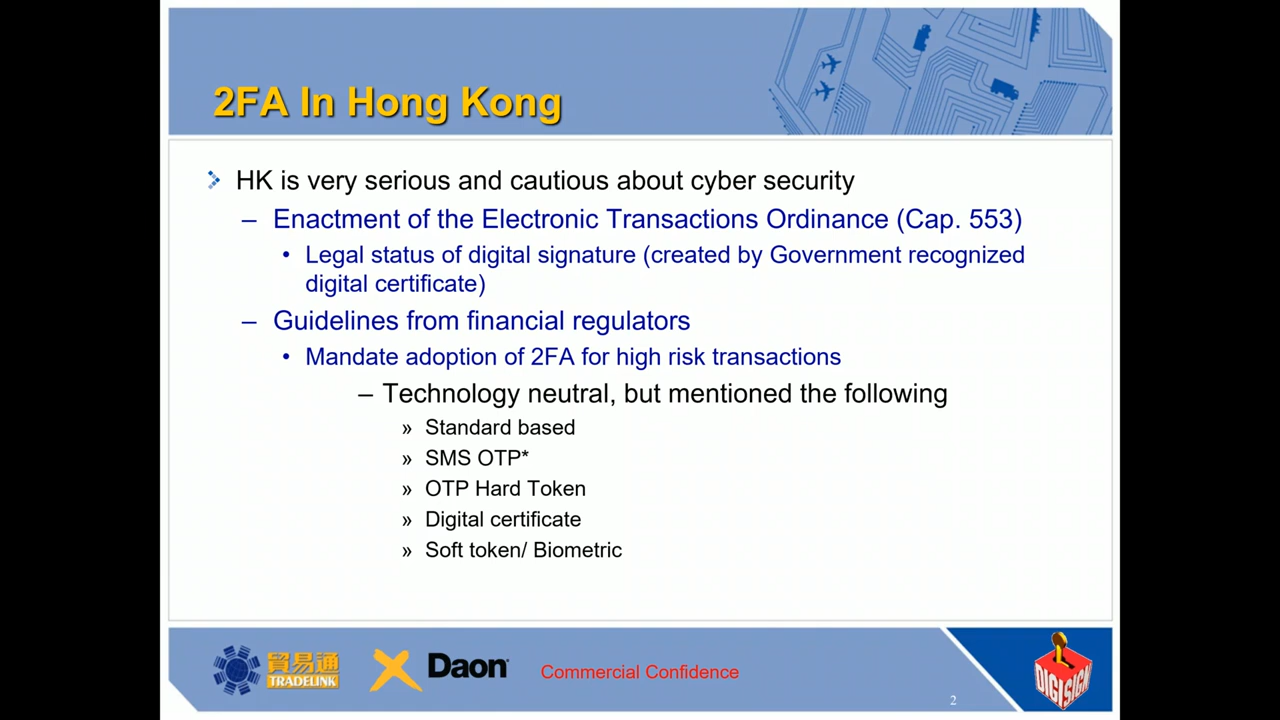 2FA In Hong Kong
HK is very serious and cautious about cyber security
– Enactment of the Electronic Transactions Ordinance (Cap. 553)
• Legal status of digital signature (created by Government recognized
digital certificate)
– Guidelines from financial regulators
• Mandate adoption of 2FA for high risk transactions
– Technology neutral, but mentioned the following
» Standard based
» SMS OTP*
» OTP Hard Token
» Digital certificate
» Soft token/ Biometric
貿易通
TRADELINK
Daon
Commercial Confidence
DIGISIGN
2